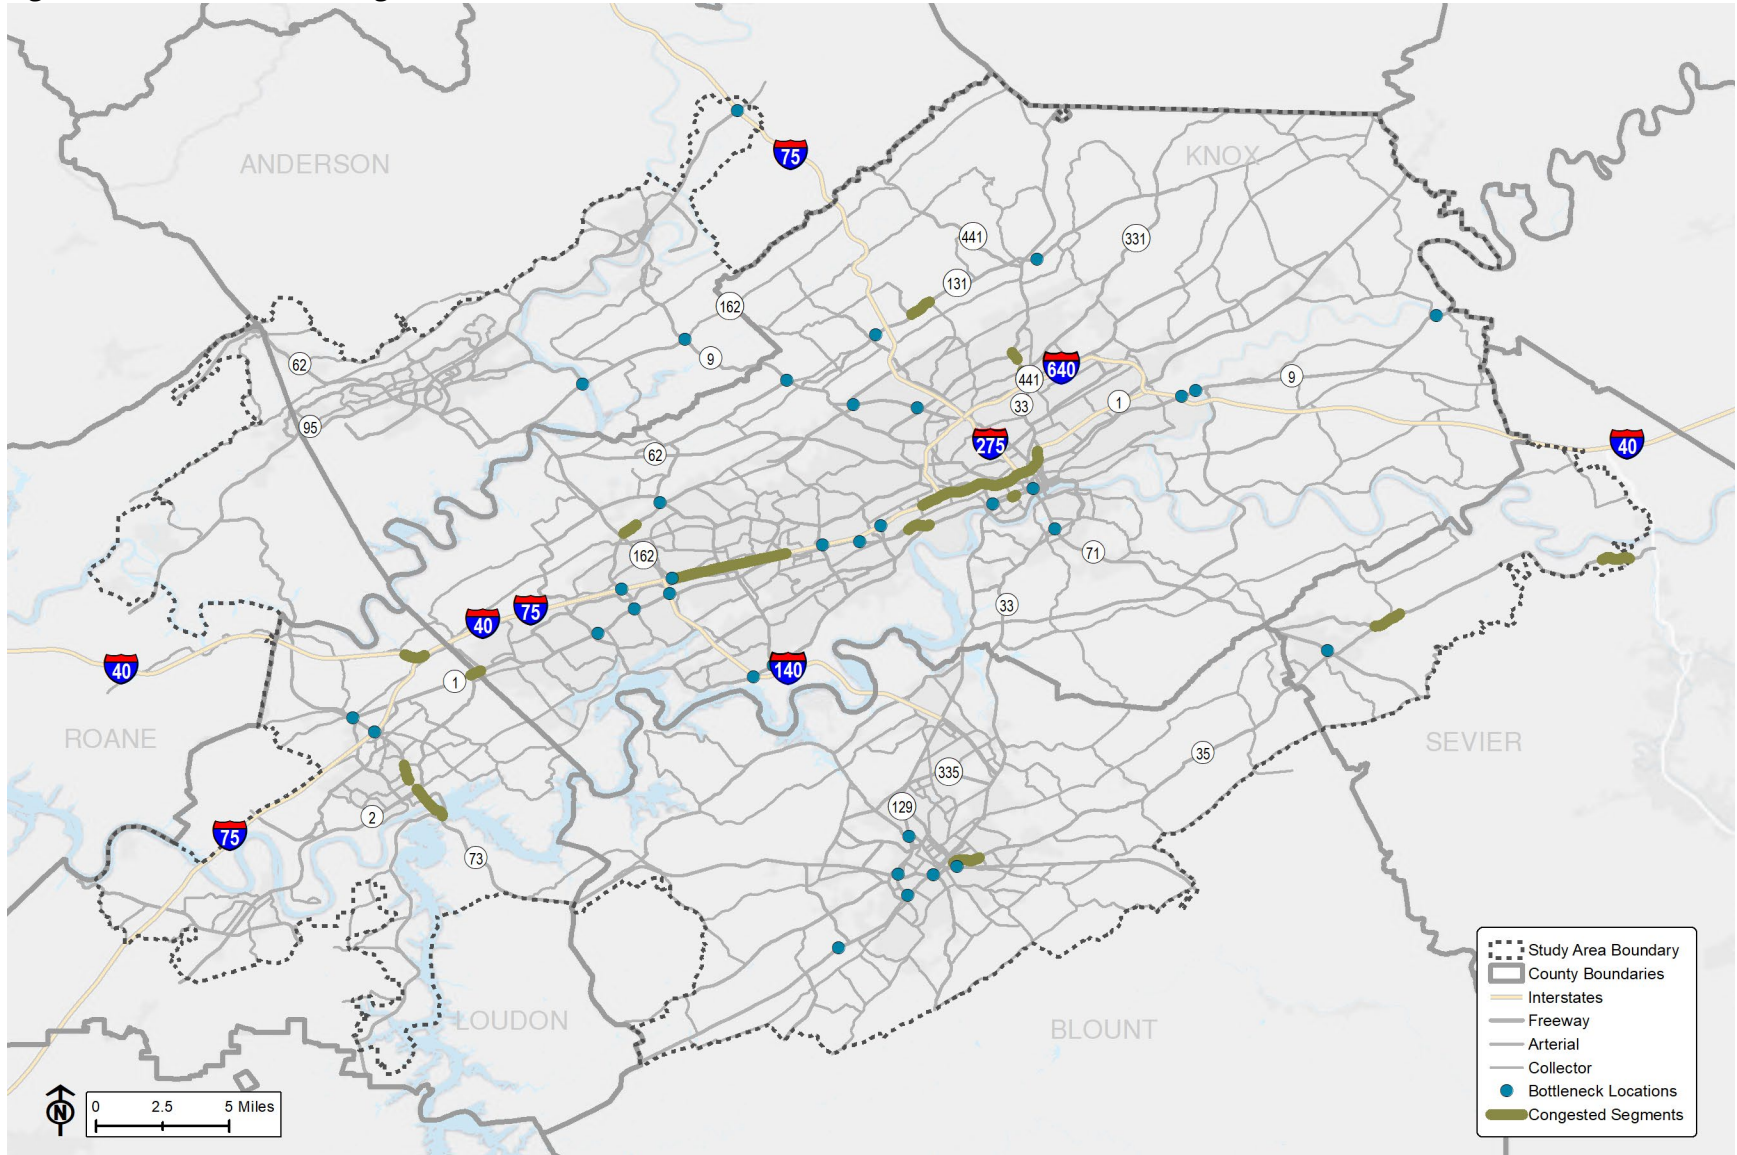 75
ANDERSON
KNOX
441
331
131
162
62
9
640
441
9
33
1
95
275
40
62
162
71
75
40
33
40
140
1
ROANE
SEVIER
35
335
129
2
75
73
LOUDON
BLOUNT
Study Area Boundary
County Boundaries
Interstates
Freeway
Arterial
Collector
Bottleneck Locations
Congested Segments
N
0 2.5 5 Miles